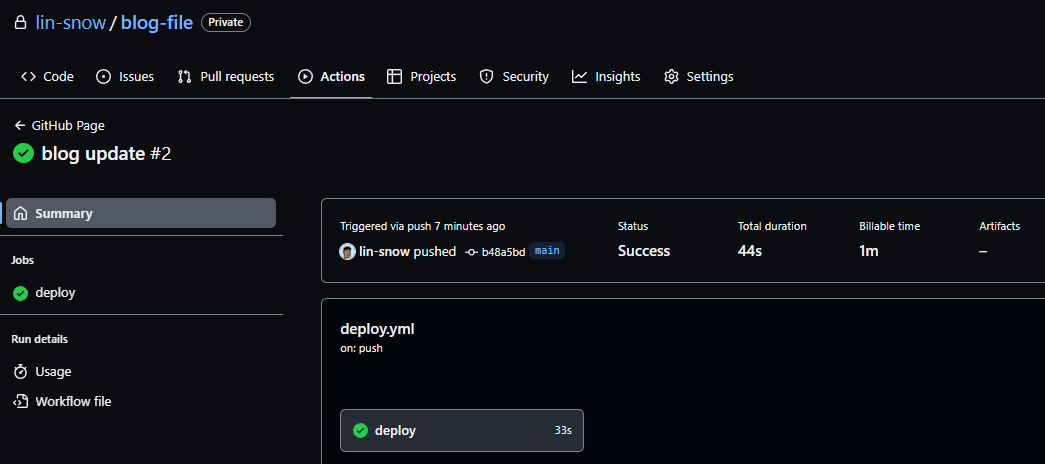 lin-snow / blog-file Private
Code Issues Pull requests Actions Projects Security Insights Settings
GitHub Page
blog update #2
Summary
Jobs
deploy
Run details
Usage
Workflow file
Triggered via push 7 minutes ago
lin-snow pushed b48a5bd main
Status
Success
Total duration
44s
Billable time
1m
Artifacts
–
deploy.yml
on: push
deploy 33s